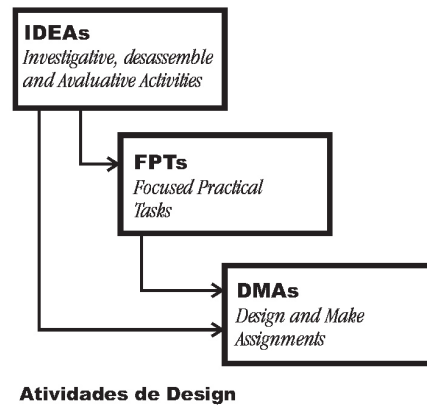 IDEAs
Investigative, desassemble
and Avaluative Activities
FPTs
Focused Practical
Tasks
DMAs
Design and Make
Assignments
Atividades de Design